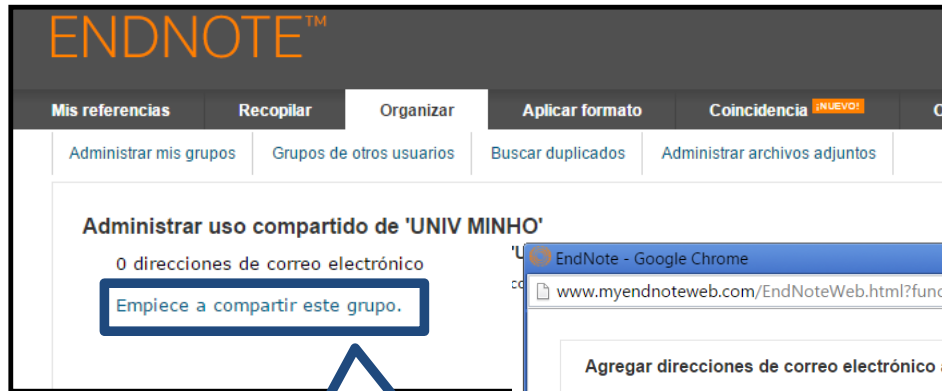 ENDNOTE™
Mis referencias Recopilar Organizar Aplicar formato Coincidencia ¡NUEVO!
Administrar mis grupos Grupos de otros usuarios Buscar duplicados Administrar archivos adjuntos
Administrar uso compartido de 'UNIV MINHO'
0 direcciones de correo electrónico
Empiece a compartir este grupo.
EndNote - Google Chrome
www.myendnoteweb.com/EndNoteWeb.html?func
Agregar direcciones de correo electrónico